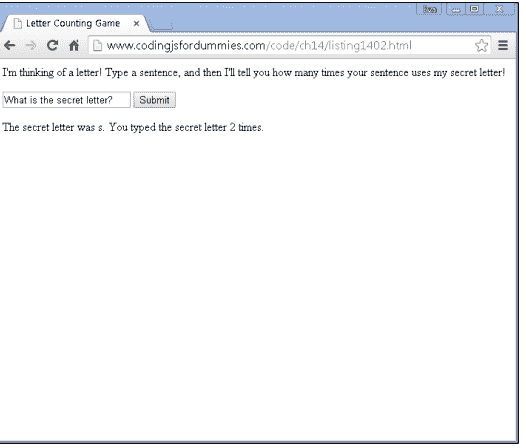 Letter Counting Game
www.codingjsfordummies.com/code/ch14/listing1402.html
I'm thinking of a letter! Type a sentence, and then I'll tell you how many times your sentence uses my secret letter!
What is the secret letter? Submit
The secret letter was s. You typed the secret letter 2 times.